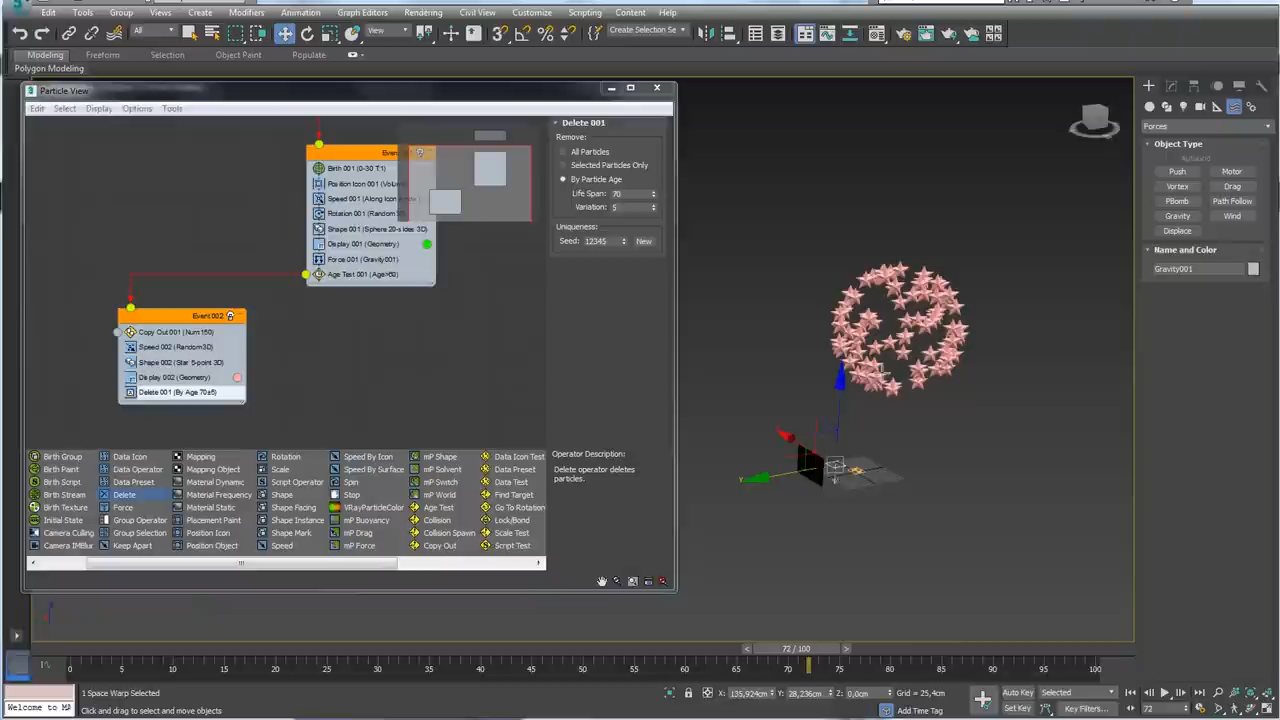 Edit Tools Group Views Create Modifiers Animation Graph Editors Rendering Civil View Customize Scripting Content Help
All View Create Selection Se
Modeling Freeform Selection Object Paint Populate
Polygon Modeling
Particle View
Edit Select Display Options Tools
Birth 001 (0-30 T:1)
Position Icon 001 (Volu
Speed 001 (Along Icon
Rotation 001 (Random
Shape 001 (Sphere 20-sides 3D)
Display 001 (Geometry)
Force 001 (Gravity001)
Age Test 001 (Age>60)
Event 002
Copy Out 001 (Num:150)
Speed 002 (Random 3D)
Shape 002 (Star 5-point 3D)
Display 002 (Geometry)
Delete 001 (By Age 70±5)
Delete 001
Remove:
All Particles
Selected Particles Only
By Particle Age
Life Span: 70
Variation: 5
Uniqueness:
Seed: 12345 New
Birth Group Data Icon Mapping Rotation Speed By Icon mP Shape Data Icon Test
Birth Paint Data Operator Mapping Object Scale Speed By Surface mP Solvent Data Preset
Birth Script Data Preset Material Dynamic Script Operator Spin mP Switch Data Test
Birth Stream Delete Material Frequency Shape Stop mP World Find Target
Birth Texture Force Material Static Shape Facing VRayParticleColor Age Test Go To Rotation
Initial State Group Operator Placement Paint Shape Instance mP Buoyancy Collision Lock/Bond
Camera Culling Group Selection Position Icon Shape Mark mP Drag Collision Spawn Scale Test
Camera IMBlur Keep Apart Position Object Speed mP Force Copy Out Script Test
Operator Description:
Delete operator deletes
particles.
Forces
Object Type
Autogrid
Push Motor
Vortex Drag
PBomb Path Follow
Gravity Wind
Displace
Name and Color
Gravity001
72 / 100
0 5 10 15 20 25 30 35 40 45 50 55 60 65 70 75 80 85 90 95 100
1 Space Warp Selected
X: 135,924cm Y: 28,236cm Z: 0,0cm Grid = 25,4cm
Auto Key Selected
Welcome to MA
Click and drag to select and move objects
Add Time Tag
Set Key Key Filters... 72